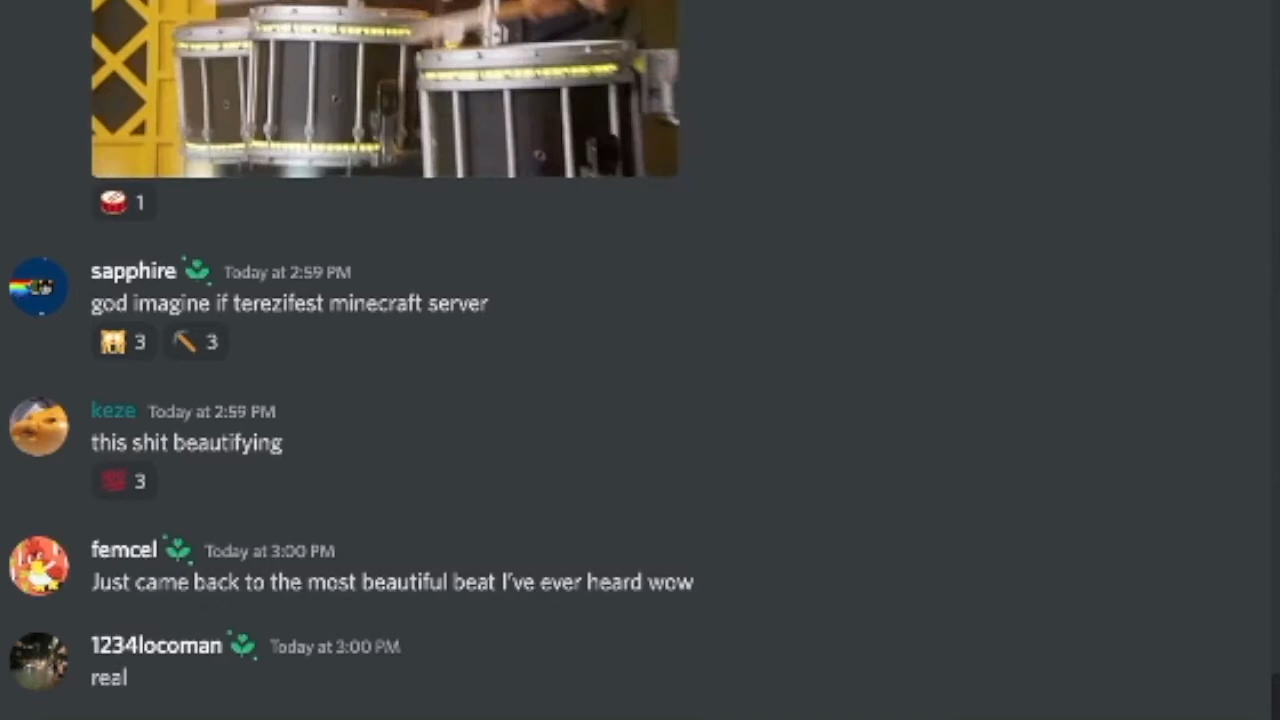 1
sapphire Today at 2:59 PM
god imagine if terezifest minecraft server
3 3
keze Today at 2:59 PM
this shit beautifying
3
femcel Today at 3:00 PM
Just came back to the most beautiful beat I've ever heard wow
1234locoman Today at 3:00 PM
real